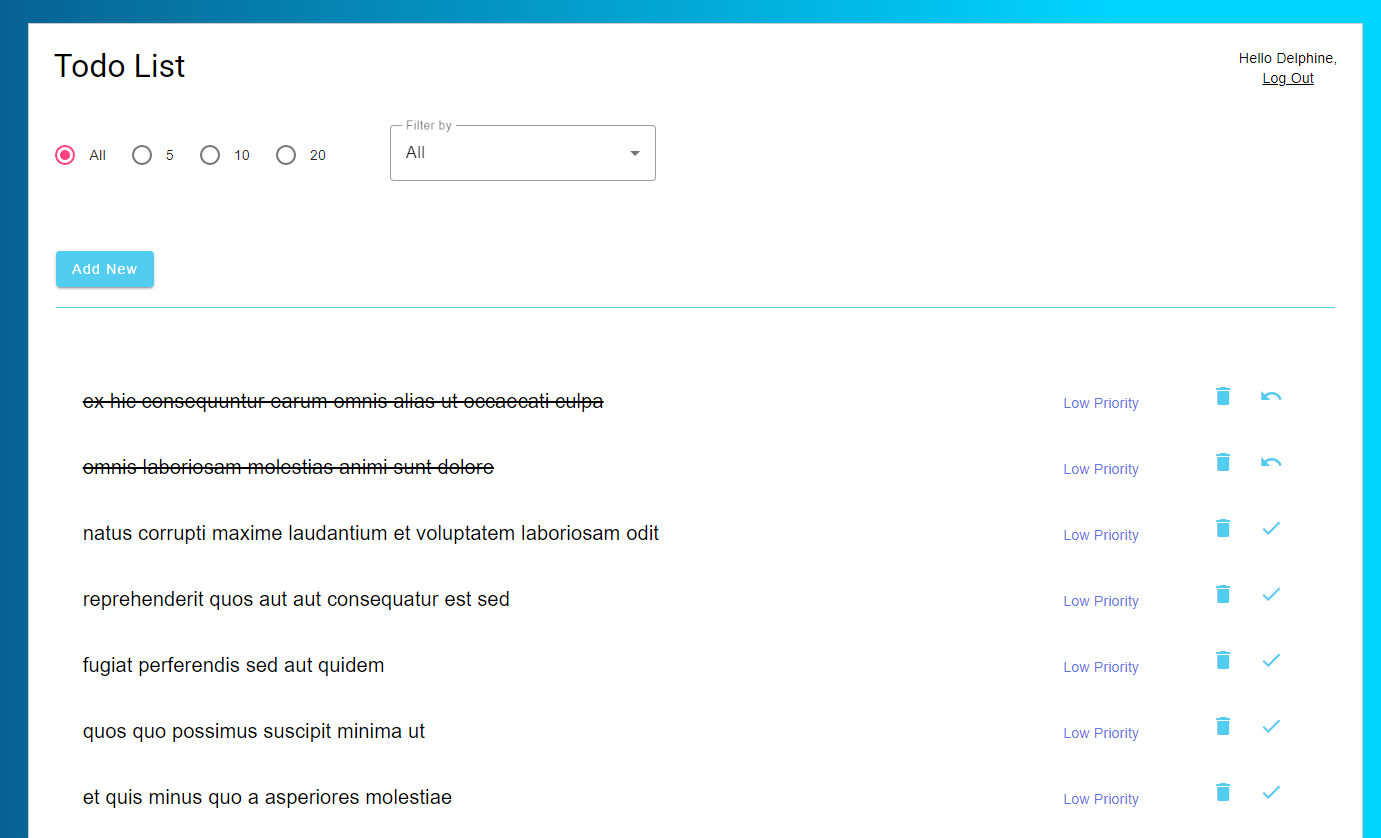 Todo List
Hello Delphine,
Log Out
Filter by
All
All 5 10 20
Add New
ex hic consequuntur earum omnis alias ut occaecati culpa Low Priority
omnis laboriosam molestias animi sunt dolore Low Priority
natus corrupti maxime laudantium et voluptatem laboriosam odit Low Priority
reprehenderit quos aut aut consequatur est sed Low Priority
fugiat perferendis sed aut quidem Low Priority
quos quo possimus suscipit minima ut Low Priority
et quis minus quo a asperiores molestiae Low Priority